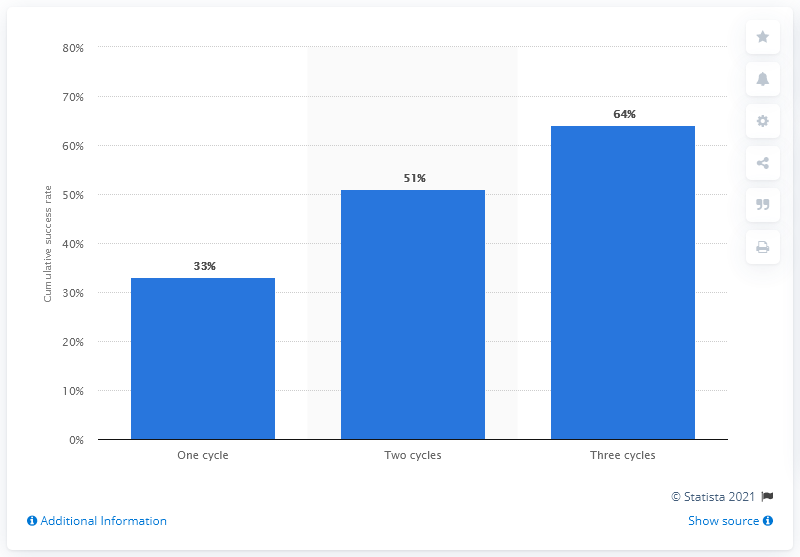 80%
70%
60%
50%
40%
30%
20%
10%
0%
Cumulative success rate
33%
51%
64%
One cycle
Two cycles
Three cycles
© Statista 2021
Additional Information
Show source